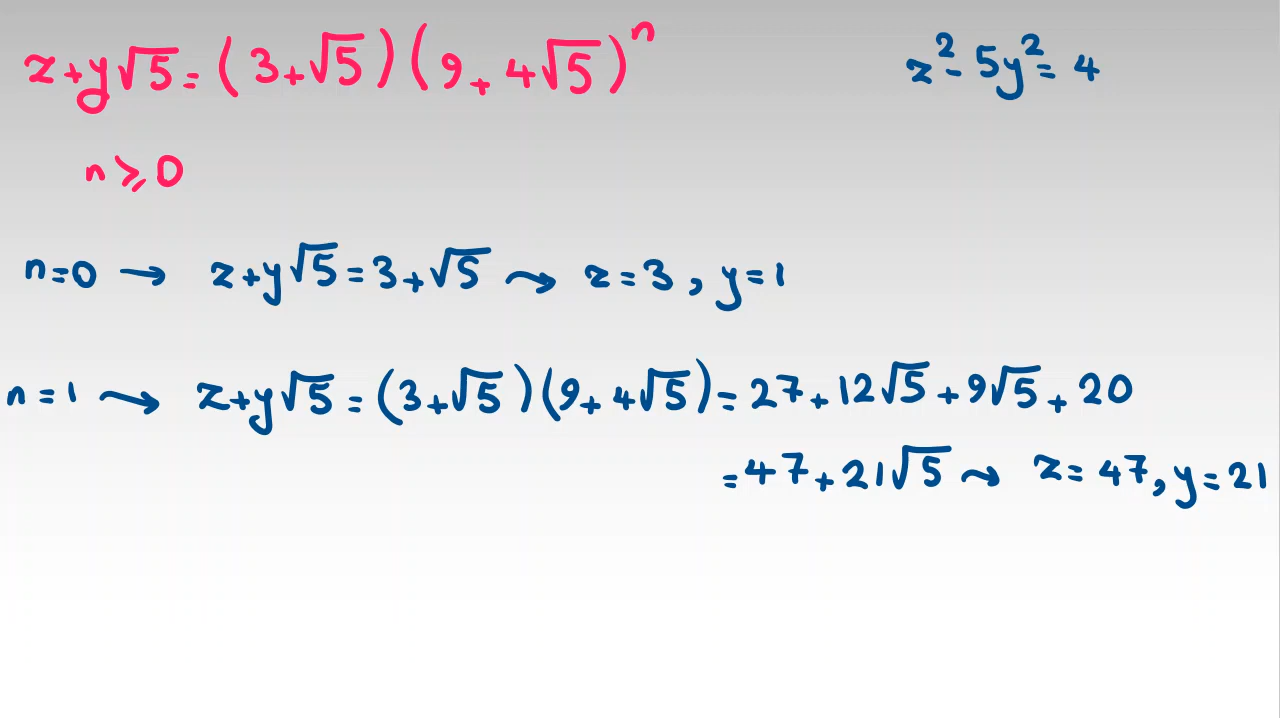 z+y√5=(3+√5)(9+4√5)ⁿ
z²-5y²=4
n⩾0
n=0 → z+y√5=3+√5 ⇝ z=3, y=1
n=1 ⇝ z+y√5=(3+√5)(9+4√5)=27+12√5+9√5+20
=47+21√5 ⇝ z=47, y=21